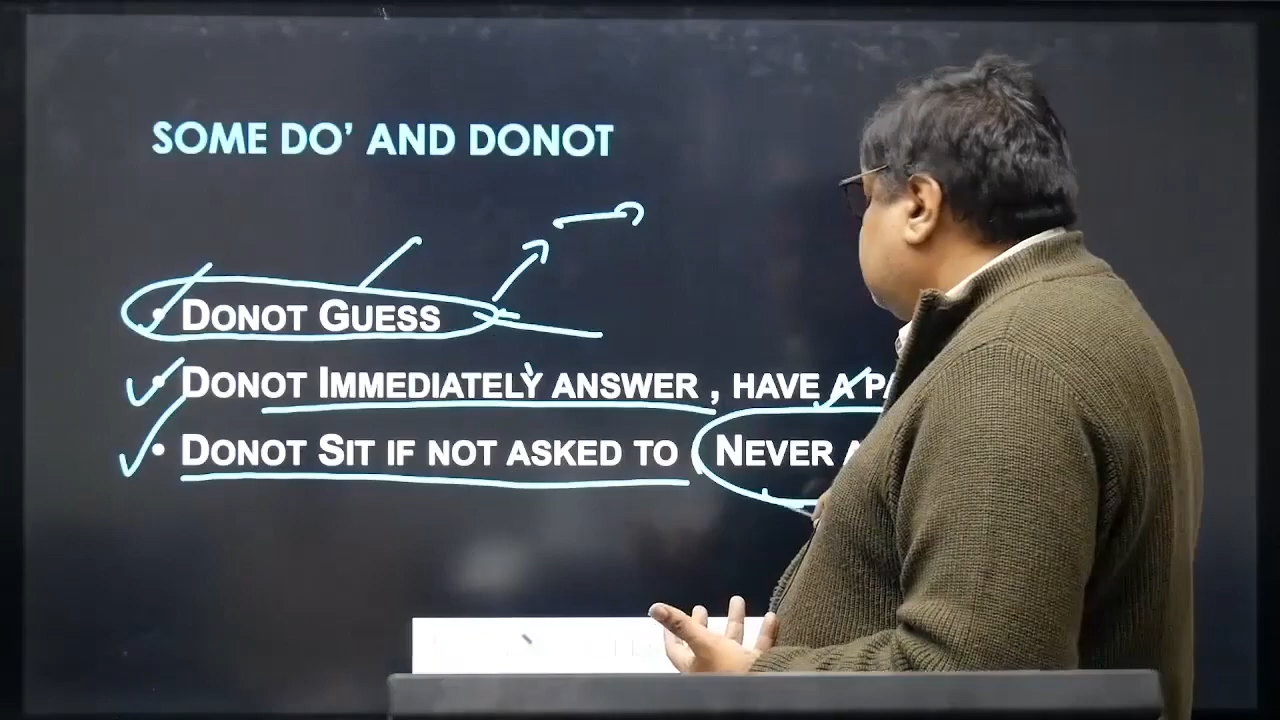 SOME DO' AND DONOT
• DONOT GUESS
• DONOT IMMEDIATELY ANSWER , HAVE A
• DONOT SIT IF NOT ASKED TO , NEVER